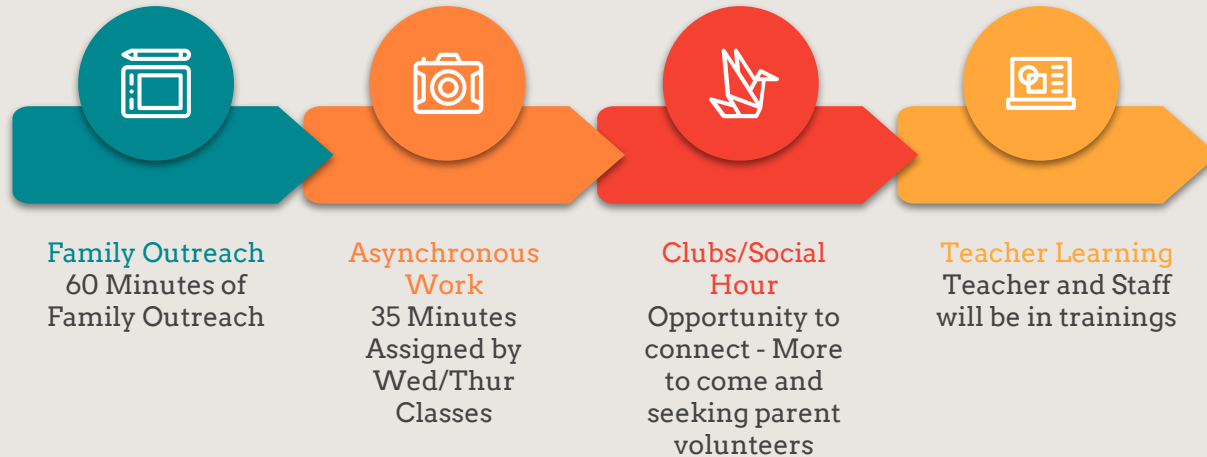 Family Outreach
60 Minutes of
Family Outreach
Asynchronous
Work
35 Minutes
Assigned by
Wed/Thur
Classes
Clubs/Social
Hour
Opportunity to
connect - More
to come and
seeking parent
volunteers
Teacher Learning
Teacher and Staff
will be in trainings